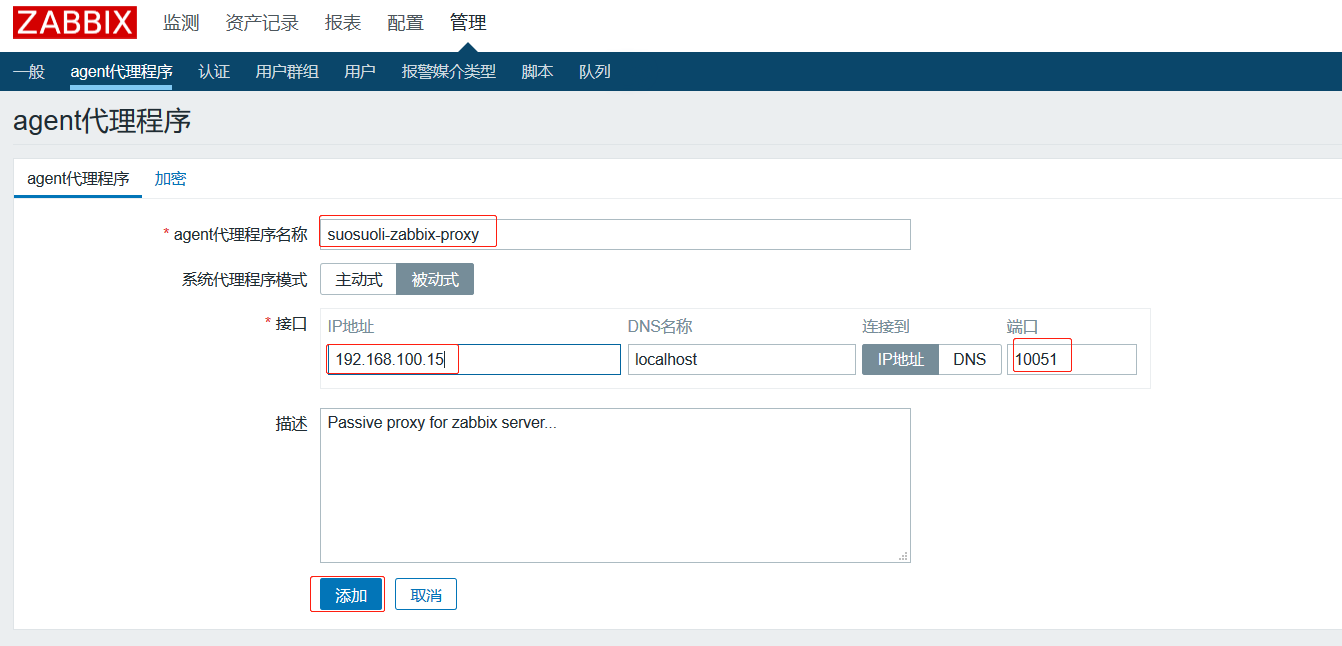 ZABBIX 监测 资产记录 报表 配置 管理
一般 agent代理程序 认证 用户群组 用户 报警媒介类型 脚本 队列
agent代理程序
agent代理程序 加密
* agent代理程序名称 suosuoli-zabbix-proxy
系统代理程序模式 主动式 被动式
* 接口 IP地址 DNS名称 连接到 端口
192.168.100.15 localhost IP地址 DNS 10051
描述 Passive proxy for zabbix server...
添加 取消